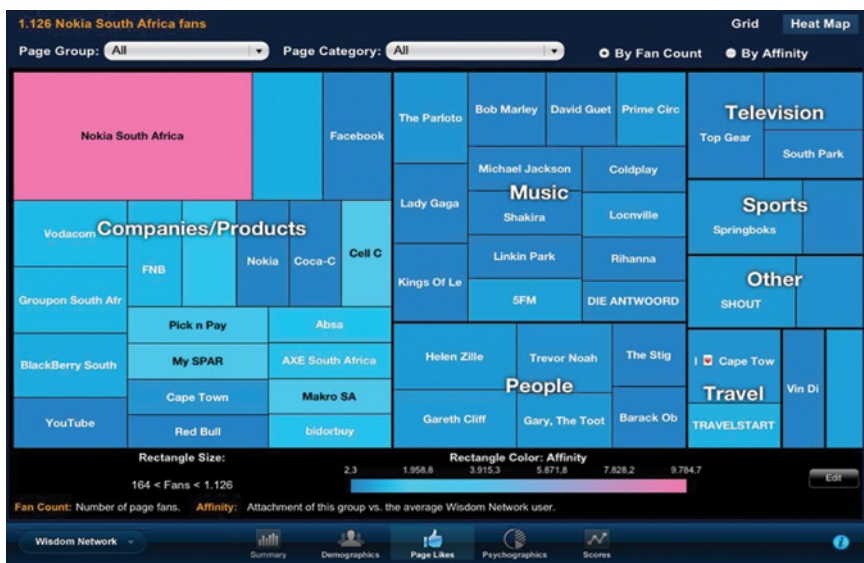 1.126 Nokia South Africa fans
Grid Heat Map
Page Group: All Page Category: All By Fan Count By Affinity
Nokia South Africa
Facebook
Vodacom
Companies/Products
FNB
Nokia
Coca-C
Cell C
Groupon South Afr
Pick n Pay
Absa
BlackBerry South
My SPAR
AXE South Africa
Cape Town
Makro SA
YouTube
Red Bull
bidorbuy
The Parloto
Bob Marley
David Guet
Prime Circ
Michael Jackson
Coldplay
Music
Lady Gaga
Shakira
Locnville
Linkin Park
Rihanna
Kings Of Le
5FM
DIE ANTWOORD
Helen Zille
Trevor Noah
The Stig
People
Gareth Cliff
Gary, The Toot
Barack Ob
Television
Top Gear
South Park
Sports
Springboks
Other
SHOUT
I Cape Tow
Travel
Vin Di
TRAVELSTART
Rectangle Size:
164 < Fans < 1.126
Rectangle Color: Affinity
2,3 1.958,8 3.915,3 5.871,8 7.828,2 9.784,7
Edit
Fan Count: Number of page fans. Affinity: Attachment of this group vs. the average Wisdom Network user.
Wisdom Network
Summary
Demographics
Page Likes
Psychographics
Scores
i